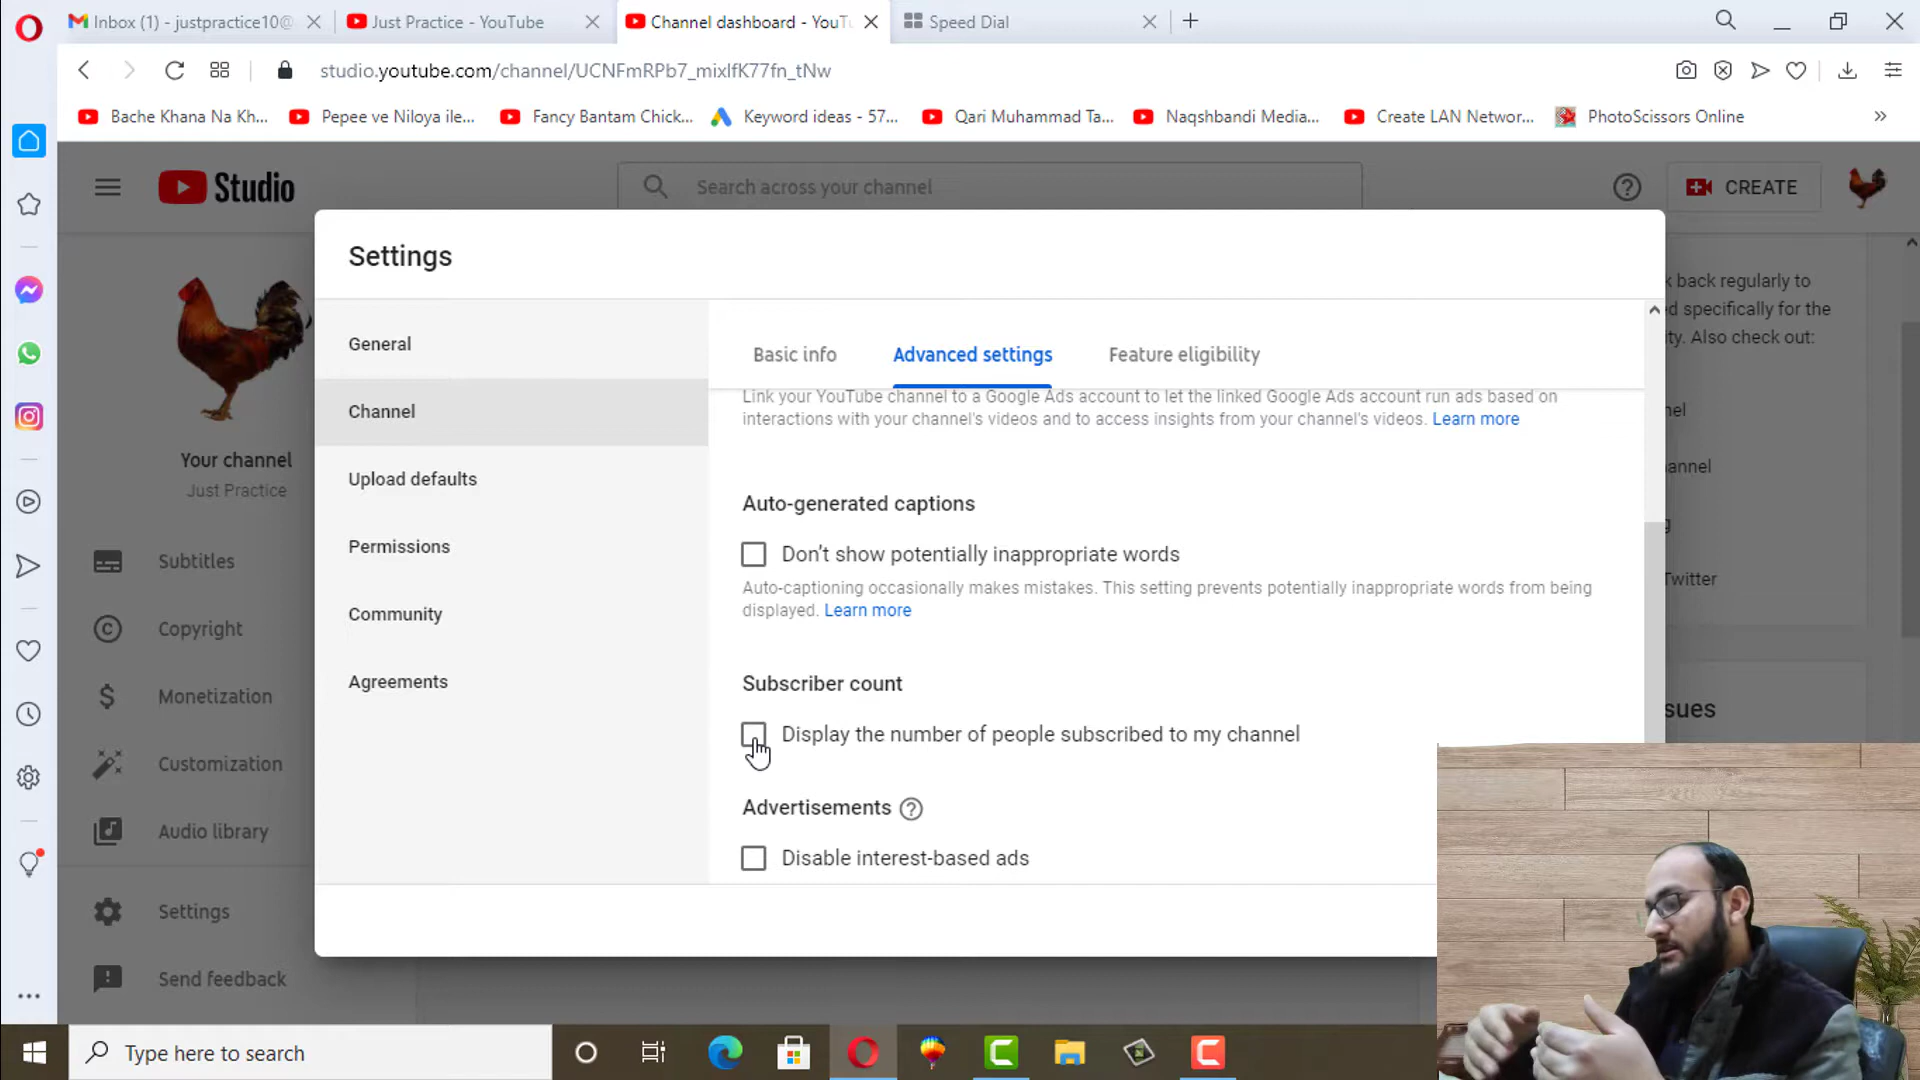 Inbox (1) - justpractice10@
Just Practice - YouTube
Channel dashboard - YouTu
Speed Dial
studio.youtube.com/channel/UCNFmRPb7_mixlfK77fn_tNw
Bache Khana Na Kh...
Pepee ve Niloya ile...
Fancy Bantam Chick...
Keyword ideas - 57...
Qari Muhammad Ta...
Naqshbandi Media...
Create LAN Networ...
PhotoScissors Online
Studio
Search across your channel
CREATE
Settings
k back regularly to
d specifically for the
ty. Also check out:
nel
annel
g
Twitter
sues
Your channel
Just Practice
Subtitles
Copyright
Monetization
Customization
Audio library
Settings
Send feedback
General
Channel
Upload defaults
Permissions
Community
Agreements
Basic info
Advanced settings
Feature eligibility
Link your YouTube channel to a Google Ads account to let the linked Google Ads account run ads based on
interactions with your channel's videos and to access insights from your channel's videos. Learn more
Auto-generated captions
Don't show potentially inappropriate words
Auto-captioning occasionally makes mistakes. This setting prevents potentially inappropriate words from being
displayed. Learn more
Subscriber count
Display the number of people subscribed to my channel
Advertisements
Disable interest-based ads
Type here to search